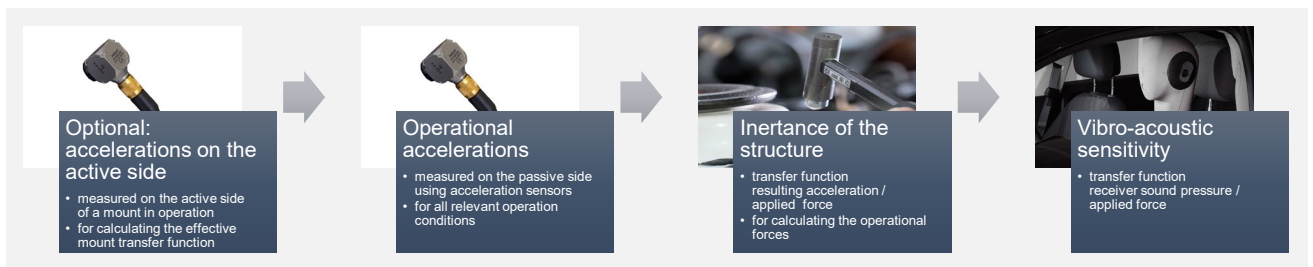 Optional:
accelerations on the
active side
• measured on the active side
of a mount in operation
• for calculating the effective
mount transfer function
Operational
accelerations
• measured on the passive side
using acceleration sensors
• for all relevant operation
conditions
Inertance of the
structure
• transfer function
resulting acceleration /
applied force
• for calculating the operational
forces
Vibro-acoustic
sensitivity
• transfer function
receiver sound pressure /
applied force